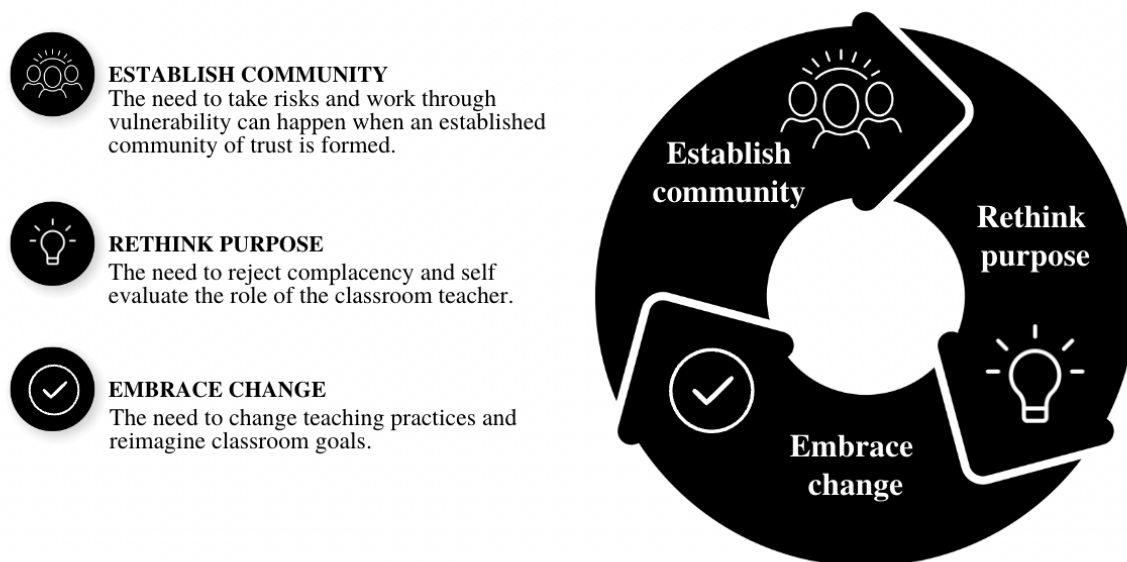 ESTABLISH COMMUNITY
The need to take risks and work through
vulnerability can happen when an established
community of trust is formed.
RETHINK PURPOSE
The need to reject complacency and self
evaluate the role of the classroom teacher.
EMBRACE CHANGE
The need to change teaching practices and
reimagine classroom goals.
Establish
community
Rethink
purpose
Embrace
change